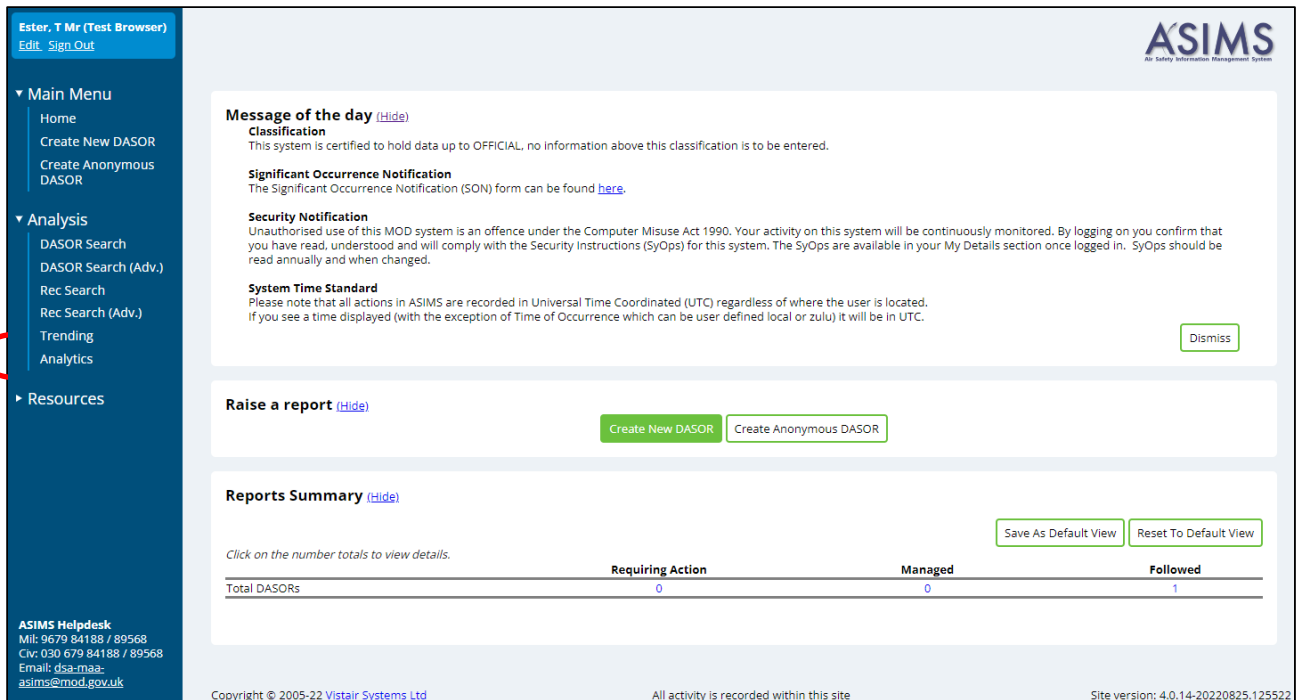 Ester, T Mr (Test Browser)
Edit Sign Out
Main Menu
Home
Create New DASOR
Create Anonymous
DASOR
Analysis
DASOR Search
DASOR Search (Adv.)
Rec Search
Rec Search (Adv.)
Trending
Analytics
Resources
ASIMS Helpdesk
Mil: 9679 84188 / 89568
Civ: 030 679 84188 / 89568
Email: dsa-maa-
asims@mod.gov.uk
ASIMS
Air Safety Information Management System
Message of the day (Hide)
Classification
This system is certified to hold data up to OFFICIAL, no information above this classification is to be entered.
Significant Occurrence Notification
The Significant Occurrence Notification (SON) form can be found here.
Security Notification
Unauthorised use of this MOD system is an offence under the Computer Misuse Act 1990. Your activity on this system will be continuously monitored. By logging on you confirm that
you have read, understood and will comply with the Security Instructions (SyOps) for this system. The SyOps are available in your My Details section once logged in. SyOps should be
read annually and when changed.
System Time Standard
Please note that all actions in ASIMS are recorded in Universal Time Coordinated (UTC) regardless of where the user is located.
If you see a time displayed (with the exception of Time of Occurrence which can be user defined local or zulu) it will be in UTC.
Dismiss
Raise a report (Hide)
Create New DASOR Create Anonymous DASOR
Reports Summary (Hide)
Save As Default View Reset To Default View
Click on the number totals to view details.
Requiring Action Managed Followed
Total DASORs 0 0 1
Copyright © 2005-22 Vistair Systems Ltd All activity is recorded within this site Site version: 4.0.14-20220825.125522